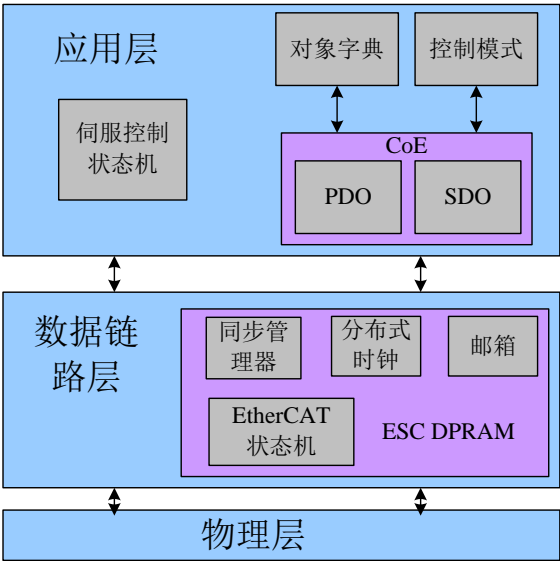 应用层
对象字典
控制模式
伺服控制
状态机
CoE
PDO
SDO
数据链
路层
同步管
理器
分布式
时钟
邮箱
EtherCAT
状态机
ESC DPRAM
物理层